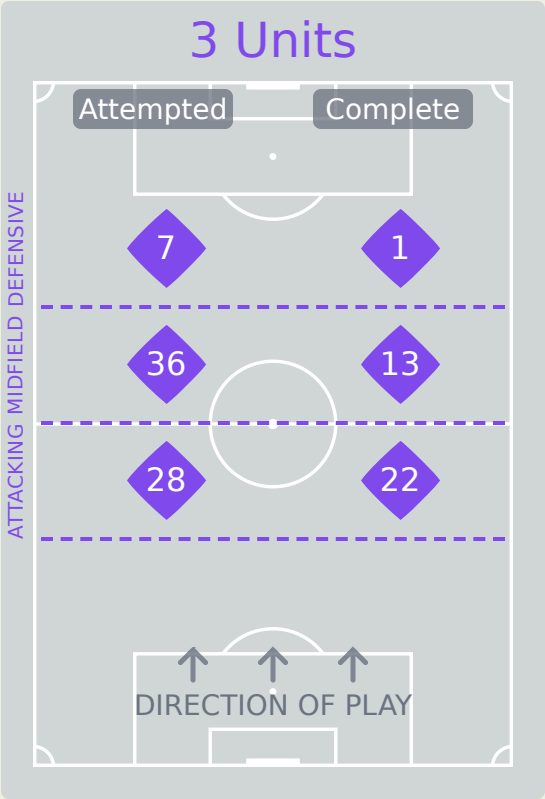 3 Units
Attempted Complete
7 1
36 13
28 22
ATTACKING MIDFIELD DEFENSIVE
DIRECTION OF PLAY